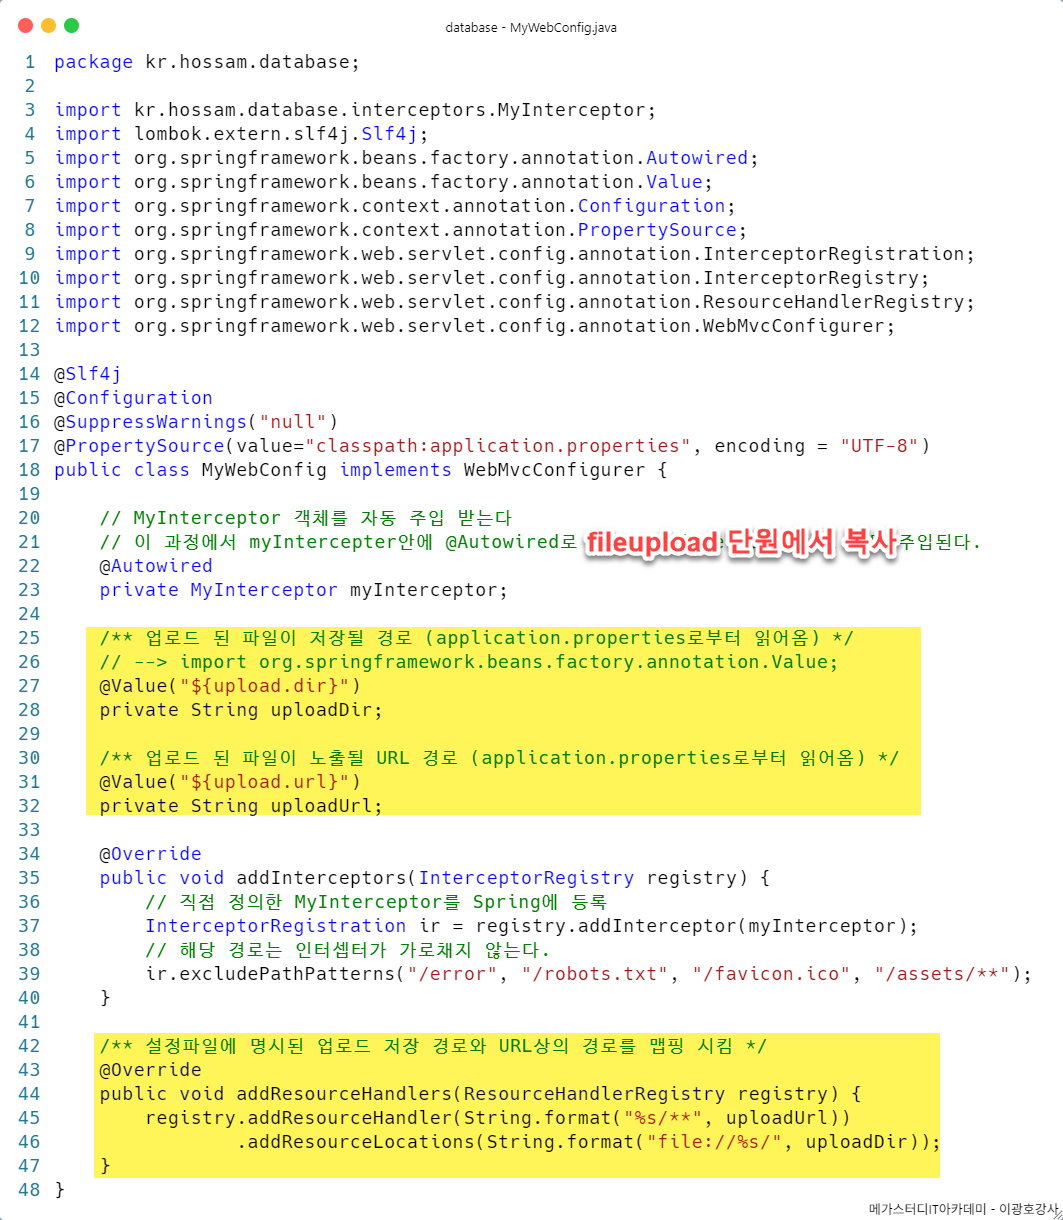 database - MyWebConfig.java
1 package kr.hossam.database;
2
3 import kr.hossam.database.interceptors.MyInterceptor;
4 import lombok.extern.slf4j.Slf4j;
5 import org.springframework.beans.factory.annotation.Autowired;
6 import org.springframework.beans.factory.annotation.Value;
7 import org.springframework.context.annotation.Configuration;
8 import org.springframework.context.annotation.PropertySource;
9 import org.springframework.web.servlet.config.annotation.InterceptorRegistration;
10 import org.springframework.web.servlet.config.annotation.InterceptorRegistry;
11 import org.springframework.web.servlet.config.annotation.ResourceHandlerRegistry;
12 import org.springframework.web.servlet.config.annotation.WebMvcConfigurer;
13
14 @Slf4j
15 @Configuration
16 @SuppressWarnings("null")
17 @PropertySource(value="classpath:application.properties", encoding = "UTF-8")
18 public class MyWebConfig implements WebMvcConfigurer {
19
20 // MyInterceptor 객체를 자동 주입 받는다
21 // 이 과정에서 myIntercepter안에 @Autowired로 fileupload 단원에서 복사 주입된다.
22 @Autowired
23 private MyInterceptor myInterceptor;
24
25 /** 업로드 된 파일이 저장될 경로 (application.properties로부터 읽어옴) */
26 // --> import org.springframework.beans.factory.annotation.Value;
27 @Value("${upload.dir}")
28 private String uploadDir;
29
30 /** 업로드 된 파일이 노출될 URL 경로 (application.properties로부터 읽어옴) */
31 @Value("${upload.url}")
32 private String uploadUrl;
33
34 @Override
35 public void addInterceptors(InterceptorRegistry registry) {
36 // 직접 정의한 MyInterceptor를 Spring에 등록
37 InterceptorRegistration ir = registry.addInterceptor(myInterceptor);
38 // 해당 경로는 인터셉터가 가로채지 않는다.
39 ir.excludePathPatterns("/error", "/robots.txt", "/favicon.ico", "/assets/**");
40 }
41
42 /** 설정파일에 명시된 업로드 저장 경로와 URL상의 경로를 맵핑 시킴 */
43 @Override
44 public void addResourceHandlers(ResourceHandlerRegistry registry) {
45 registry.addResourceHandler(String.format("%s/**", uploadUrl))
46 .addResourceLocations(String.format("file://%s/", uploadDir));
47 }
48 }
메가스터디IT아카데미 - 이광호강사